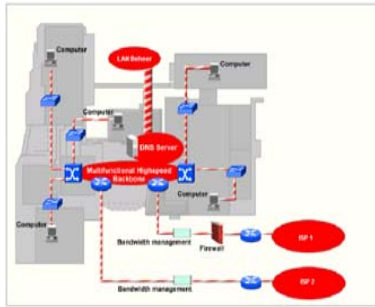 Computer
LAN Beheer
Computer
Computer
DNS Server
Multifunctional Highspeed
Backbone
Computer
Computer
Bandwidth management
Firewall
ISP 1
Bandwidth management
ISP 2